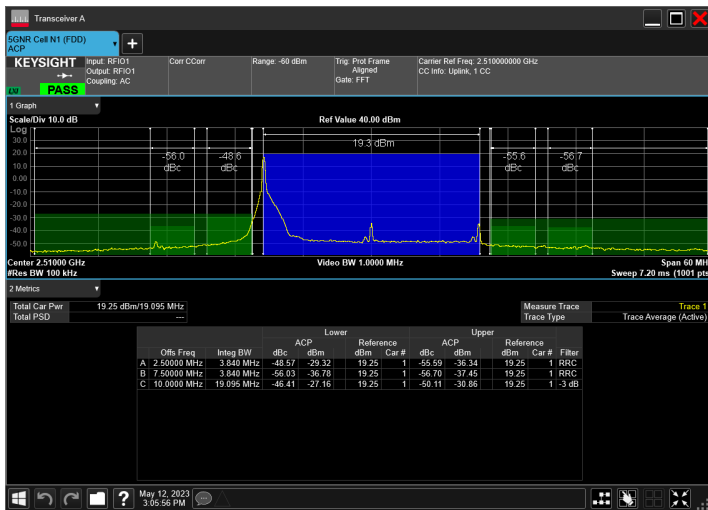 Transceiver A
5GNR Cell N1 (FDD)
ACP
+
KEYSIGHT
Input: RFIO1
Output: RFIO1
Coupling: AC
Corr CCorr
Range: -60 dBm
Trig: Prot Frame
Aligned
Gate: FFT
Carrier Ref Freq: 2.510000000 GHz
CC Info: Uplink, 1 CC
PASS
1 Graph
Scale/Div 10.0 dB
Ref Value 40.00 dBm
Log
30.0
20.0
10.0
0.00
-10.0
-20.0
-30.0
-40.0
-50.0
19.3 dBm
-56.0
dBc
-48.6
dBc
-55.6
dBc
-56.7
dBc
Center 2.51000 GHz
Video BW 1.0000 MHz
Span 60 MH
#Res BW 100 kHz
Sweep 7.20 ms (1001 pts
2 Metrics
Total Car Pwr 19.25 dBm/19.095 MHz
Total PSD ---
Measure Trace Trace 1
Trace Type Trace Average (Active)
Lower Upper
ACP Reference ACP Reference
Offs Freq Integ BW dBc dBm dBm Car # dBc dBm dBm Car # Filter
A 2.50000 MHz 3.840 MHz -48.57 -29.32 19.25 1 -55.59 -36.34 19.25 1 RRC
B 7.50000 MHz 3.840 MHz -56.03 -36.78 19.25 1 -56.70 -37.45 19.25 1 RRC
C 10.0000 MHz 19.095 MHz -46.41 -27.16 19.25 1 -50.11 -30.86 19.25 1 -3 dB
?
May 12, 2023
3:05:56 PM